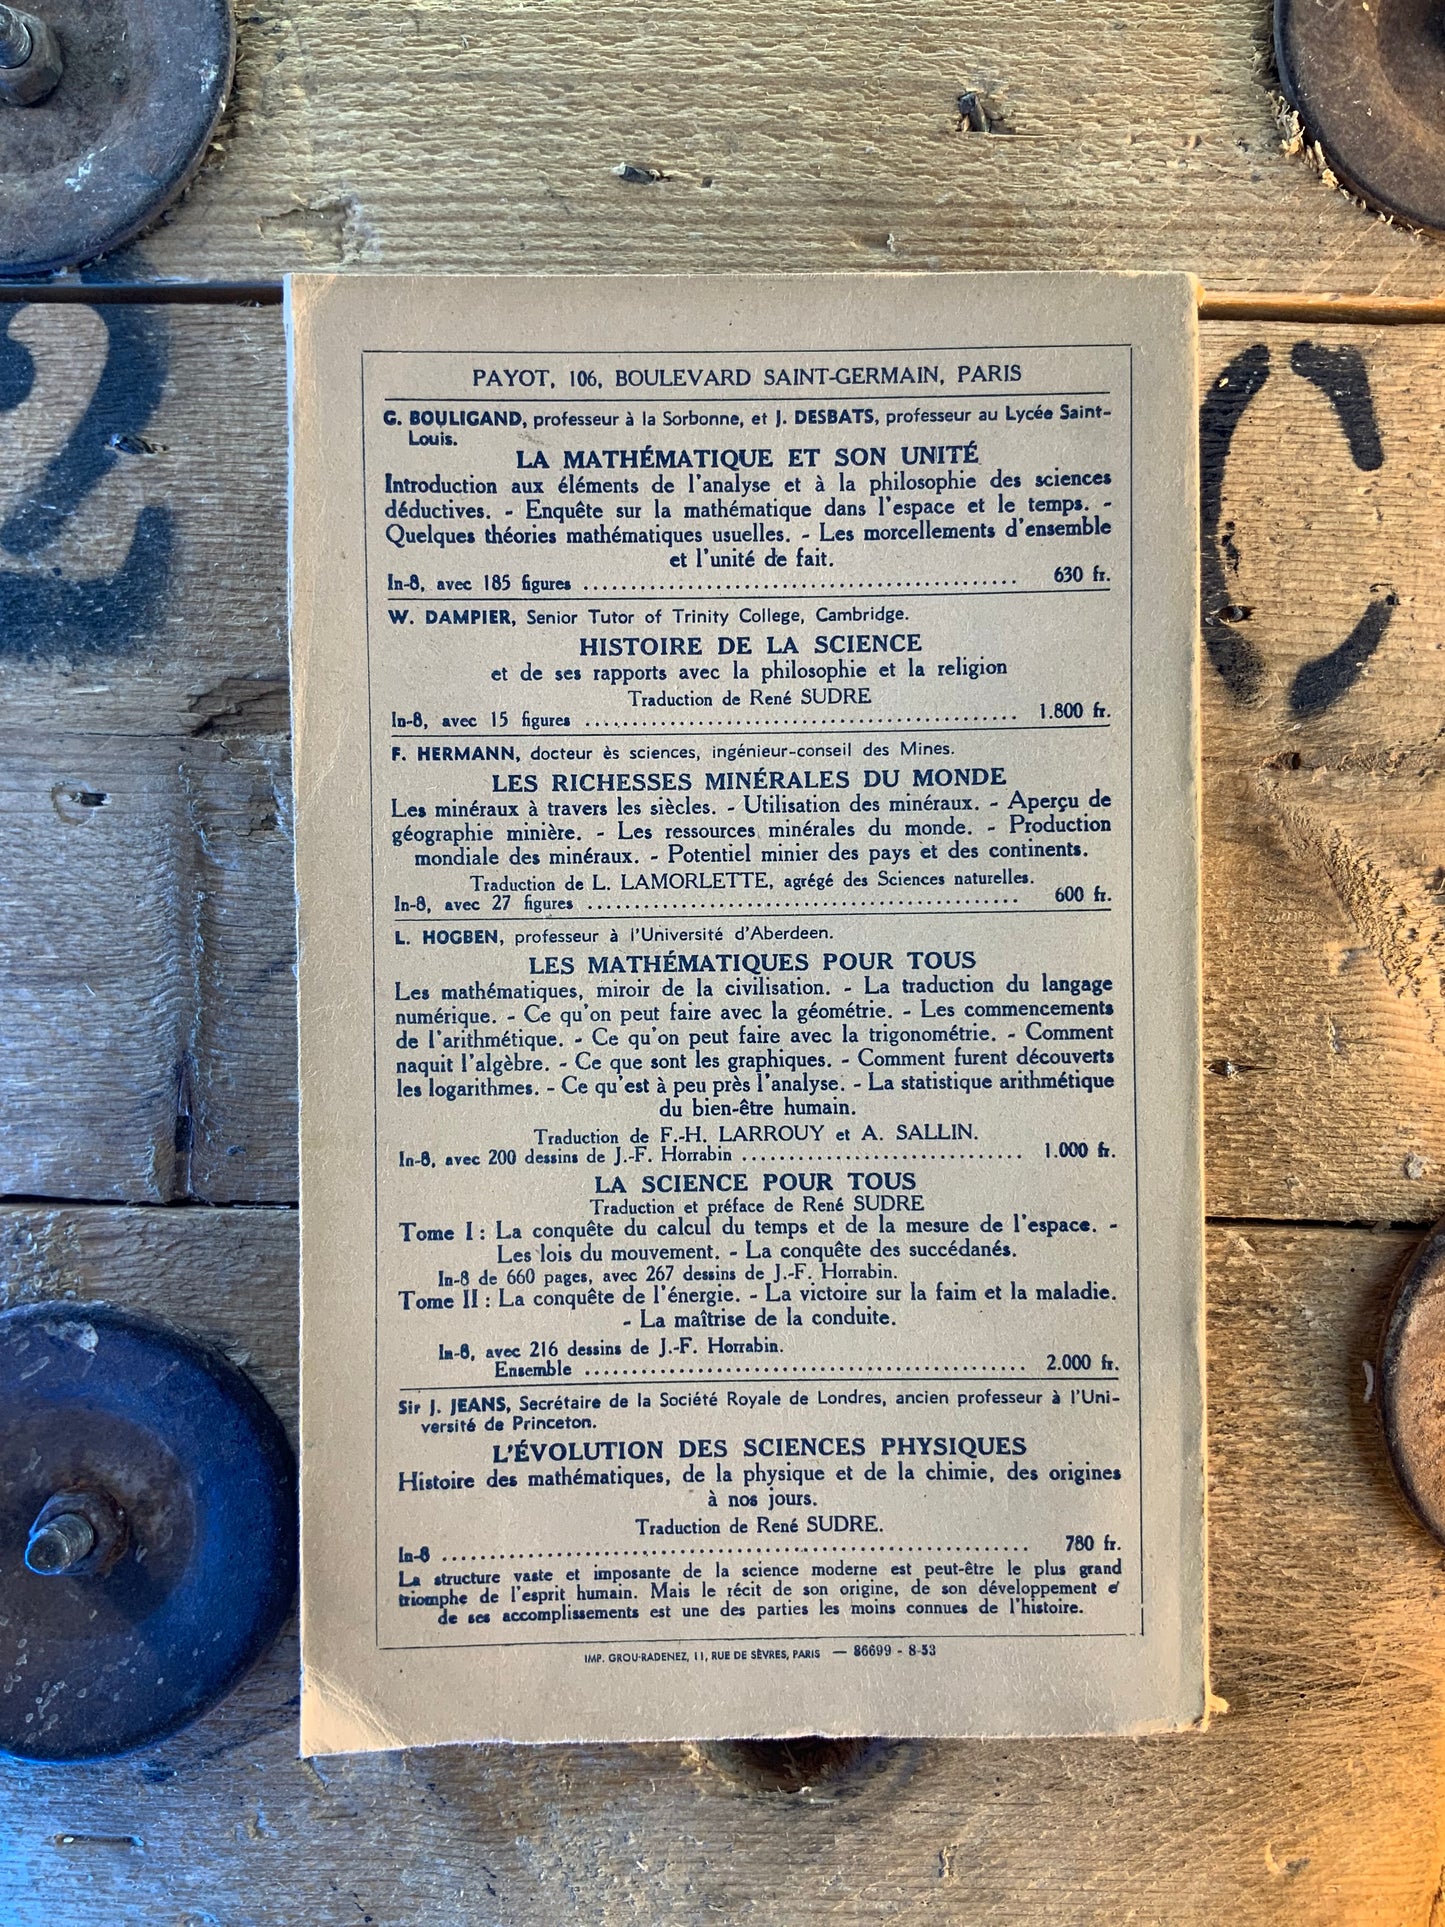 PAYOT, 106, BOULEVARD SAINT-GERMAIN, PARIS
G. BOULIGAND, professeur à la Sorbonne, et J. DESBATS, professeur au Lycée Saint-
Louis.
LA MATHÉMATIQUE ET SON UNITÉ
Introduction aux éléments de l'analyse et à la philosophie des sciences
déductives. - Enquête sur la mathématique dans l'espace et le temps. -
Quelques théories mathématiques usuelles. - Les morcellements d'ensemble
et l'unité de fait.
In-8, avec 185 figures .............................................. 630 fr.
W. DAMPIER, Senior Tutor of Trinity College, Cambridge.
HISTOIRE DE LA SCIENCE
et de ses rapports avec la philosophie et la religion
Traduction de René SUDRE
In-8, avec 15 figures .............................................. 1.800 fr.
F. HERMANN, docteur ès sciences, ingénieur-conseil des Mines.
LES RICHESSES MINÉRALES DU MONDE
Les minéraux à travers les siècles. - Utilisation des minéraux. - Aperçu de
géographie minière. - Les ressources minérales du monde. - Production
mondiale des minéraux. - Potentiel minier des pays et des continents.
Traduction de L. LAMORLETTE, agrégé des Sciences naturelles.
In-8, avec 27 figures .............................................. 600 fr.
L. HOGBEN, professeur à l'Université d'Aberdeen.
LES MATHÉMATIQUES POUR TOUS
Les mathématiques, miroir de la civilisation. - La traduction du langage
numérique. - Ce qu'on peut faire avec la géométrie. - Les commencements
de l'arithmétique. - Ce qu'on peut faire avec la trigonométrie. - Comment
naquit l'algèbre. - Ce que sont les graphiques. - Comment furent découverts
les logarithmes. - Ce qu'est à peu près l'analyse. - La statistique arithmétique
du bien-être humain.
Traduction de F.-H. LARROUY et A. SALLIN.
In-8, avec 200 dessins de J.-F. Horrabin .............................. 1.000 fr.
LA SCIENCE POUR TOUS
Traduction et préface de René SUDRE
Tome I : La conquête du calcul du temps et de la mesure de l'espace. -
Les lois du mouvement. - La conquête des succédanés.
In-8 de 660 pages, avec 267 dessins de J.-F. Horrabin.
Tome II : La conquête de l'énergie. - La victoire sur la faim et la maladie.
- La maîtrise de la conduite.
In-8, avec 216 dessins de J.-F. Horrabin.
Ensemble ............................................... 2.000 fr.
Sir J. JEANS, Secrétaire de la Société Royale de Londres, ancien professeur à l'Uni-
versité de Princeton.
L'ÉVOLUTION DES SCIENCES PHYSIQUES
Histoire des mathématiques, de la physique et de la chimie, des origines
à nos jours.
Traduction de René SUDRE.
In-8 .............................................................. 780 fr.
La structure vaste et imposante de la science moderne est peut-être le plus grand
triomphe de l'esprit humain. Mais le récit de son origine, de son développement e
de ses accomplissements est une des parties les moins connues de l'histoire.
IMP. GROU-RADENEZ, 11, RUE DE SÈVRES, PARIS — 86699 - 8-53
2
C